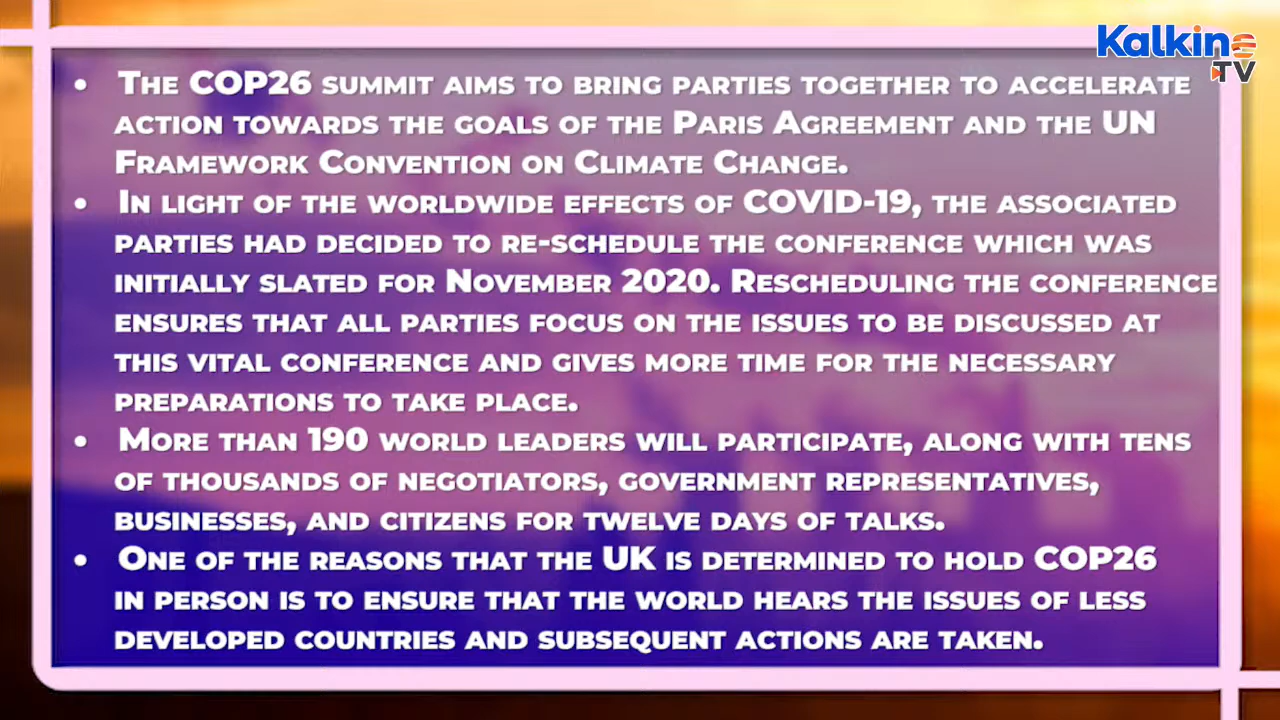 Kalkine TV
• The COP26 summit aims to bring parties together to accelerate
action towards the goals of the Paris Agreement and the UN
Framework Convention on Climate Change.
• In light of the worldwide effects of COVID-19, the associated
parties had decided to re-schedule the conference which was
initially slated for November 2020. Rescheduling the conference
ensures that all parties focus on the issues to be discussed at
this vital conference and gives more time for the necessary
preparations to take place.
• More than 190 world leaders will participate, along with tens
of thousands of negotiators, government representatives,
businesses, and citizens for twelve days of talks.
• One of the reasons that the UK is determined to hold COP26
in person is to ensure that the world hears the issues of less
developed countries and subsequent actions are taken.